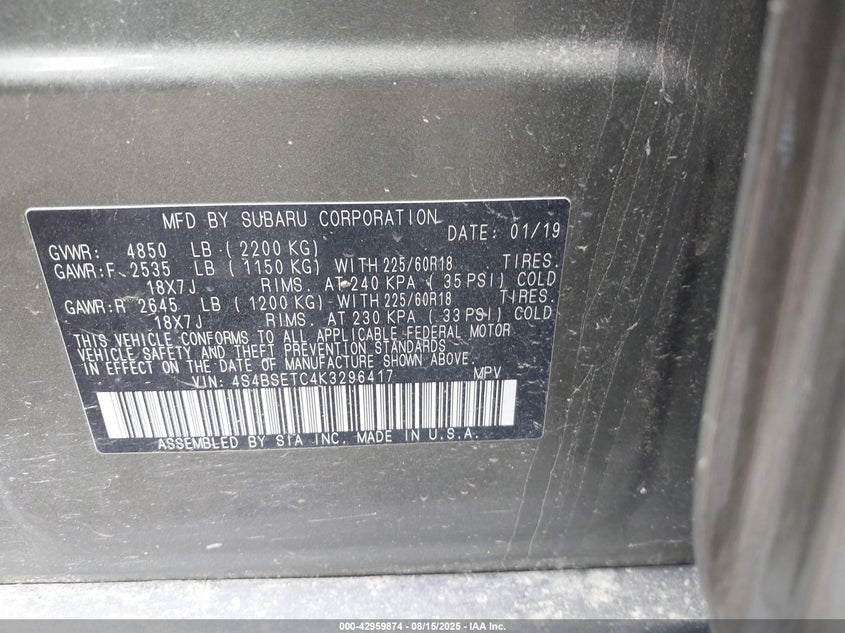 MFD BY SUBARU CORPORATION DATE: 01/19
GVWR: 4850 LB (2200 KG)
GAWR:F 2535 LB (1150 KG) WITH 225/60R18 TIRES.
18X7J RIMS. AT 240 KPA (35 PSI) COLD
GAWR:R 2645 LB (1200 KG) WITH 225/60R18 TIRES.
18X7J RIMS. AT 230 KPA (33 PSI) COLD
THIS VEHICLE CONFORMS TO ALL APPLICABLE FEDERAL MOTOR
VEHICLE SAFETY AND THEFT PREVENTION STANDARDS
IN EFFECT ON THE DATE OF MANUFACTURE SHOWN ABOVE.
VIN: 4S4BSETC4K3296417 MPV
ASSEMBLED BY SIA INC. MADE IN U.S.A.
000-42959874 - 08/15/2025 - IAA Inc.